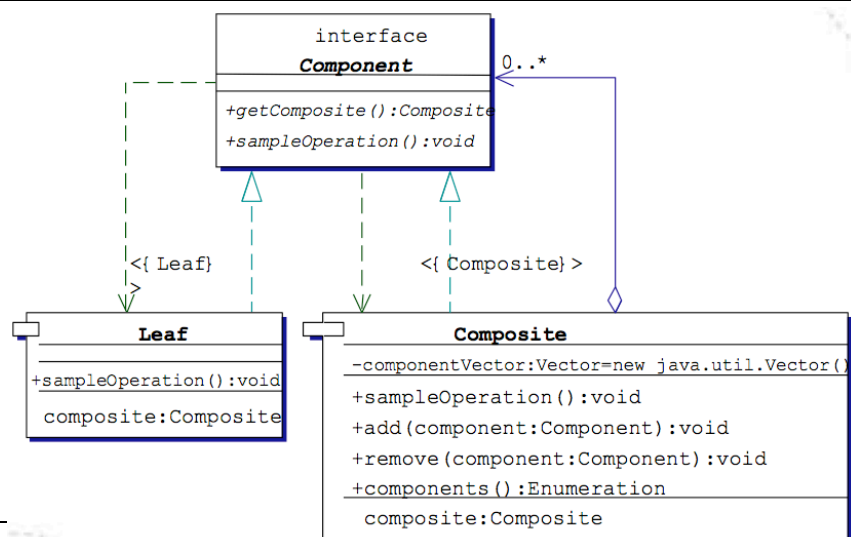 interface
Component
0..*
+getComposite():Composite
+sampleOperation():void
<{ Leaf}
>
<{ Composite} >
Leaf
+sampleOperation():void
composite:Composite
Composite
-componentVector:Vector=new java.util.Vector()
+sampleOperation():void
+add(component:Component):void
+remove(component:Component):void
+components():Enumeration
composite:Composite